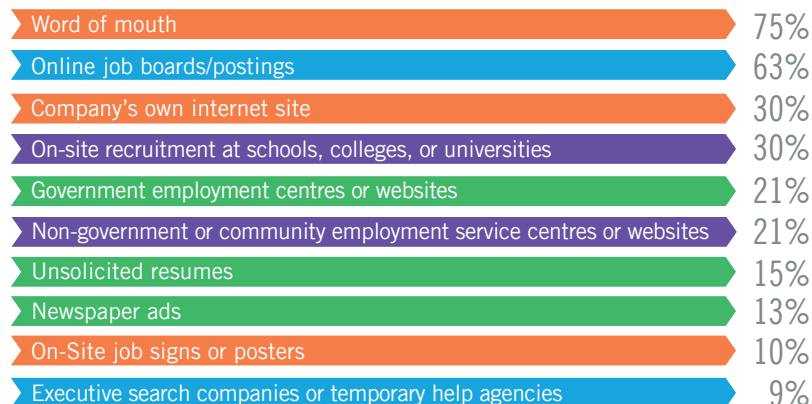 Word of mouth 75%
Online job boards/postings 63%
Company's own internet site 30%
On-site recruitment at schools, colleges, or universities 30%
Government employment centres or websites 21%
Non-government or community employment service centres or websites 21%
Unsolicited resumes 15%
Newspaper ads 13%
On-Site job signs or posters 10%
Executive search companies or temporary help agencies 9%